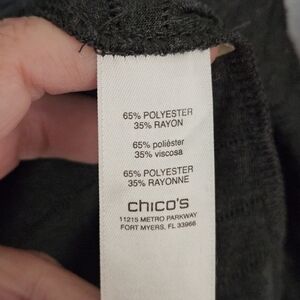 65% POLYESTER
35% RAYON
65% poliéster
35% viscosa
65% POLYESTER
35% RAYONNE
chico's
11215 METRO PARKWAY
FORT MYERS, FL 33966